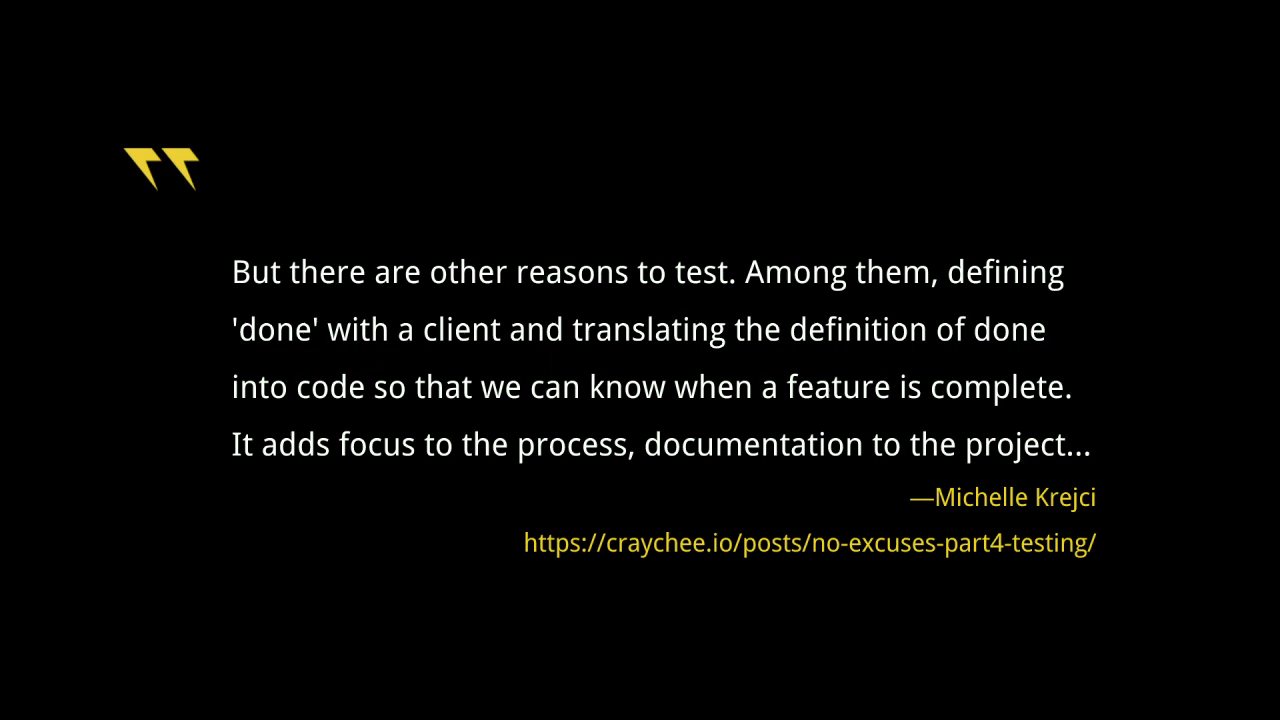 But there are other reasons to test. Among them, defining
'done' with a client and translating the definition of done
into code so that we can know when a feature is complete.
It adds focus to the process, documentation to the project...
—Michelle Krejci
https://craychee.io/posts/no-excuses-part4-testing/